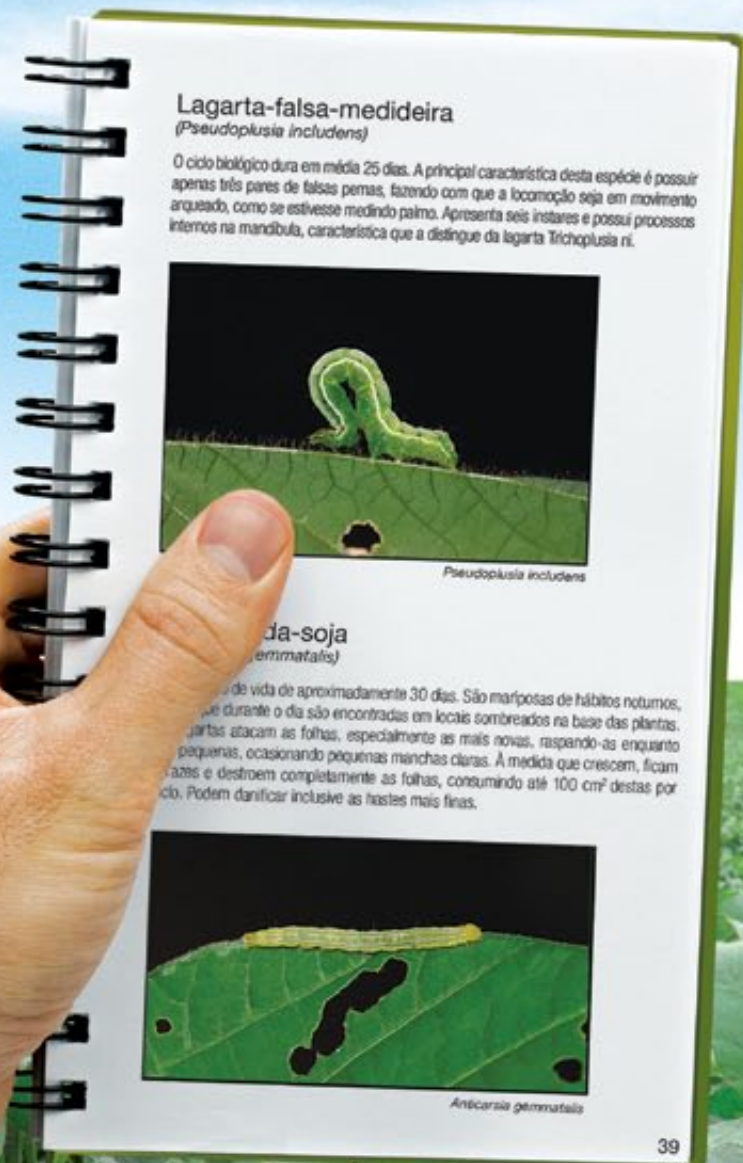 Lagarta-falsa-medideira
(Pseudoplusia includens)
O ciclo biológico dura em média 25 dias. A principal característica desta espécie é possuir
apenas três pares de falsas pernas, fazendo com que a locomoção seja em movimento
arqueado, como se estivesse medindo palmo. Apresenta seis instares e possui processos
internos na mandíbula, característica que a distingue da lagarta Trichoplusia ni.
Pseudoplusia includens
da-soja
emmatalis)
de vida de aproximadamente 30 dias. São mariposas de hábitos noturnos,
durante o dia são encontradas em locais sombreados na base das plantas.
atacam as folhas, especialmente as mais novas, raspando-as enquanto
pequenas, ocasionando pequenas manchas claras. À medida que crescem, ficam
e destroem completamente as folhas, consumindo até 100 cm² destas por
Podem danificar inclusive as hastes mais finas.
Anticarsia gemmatalis
39